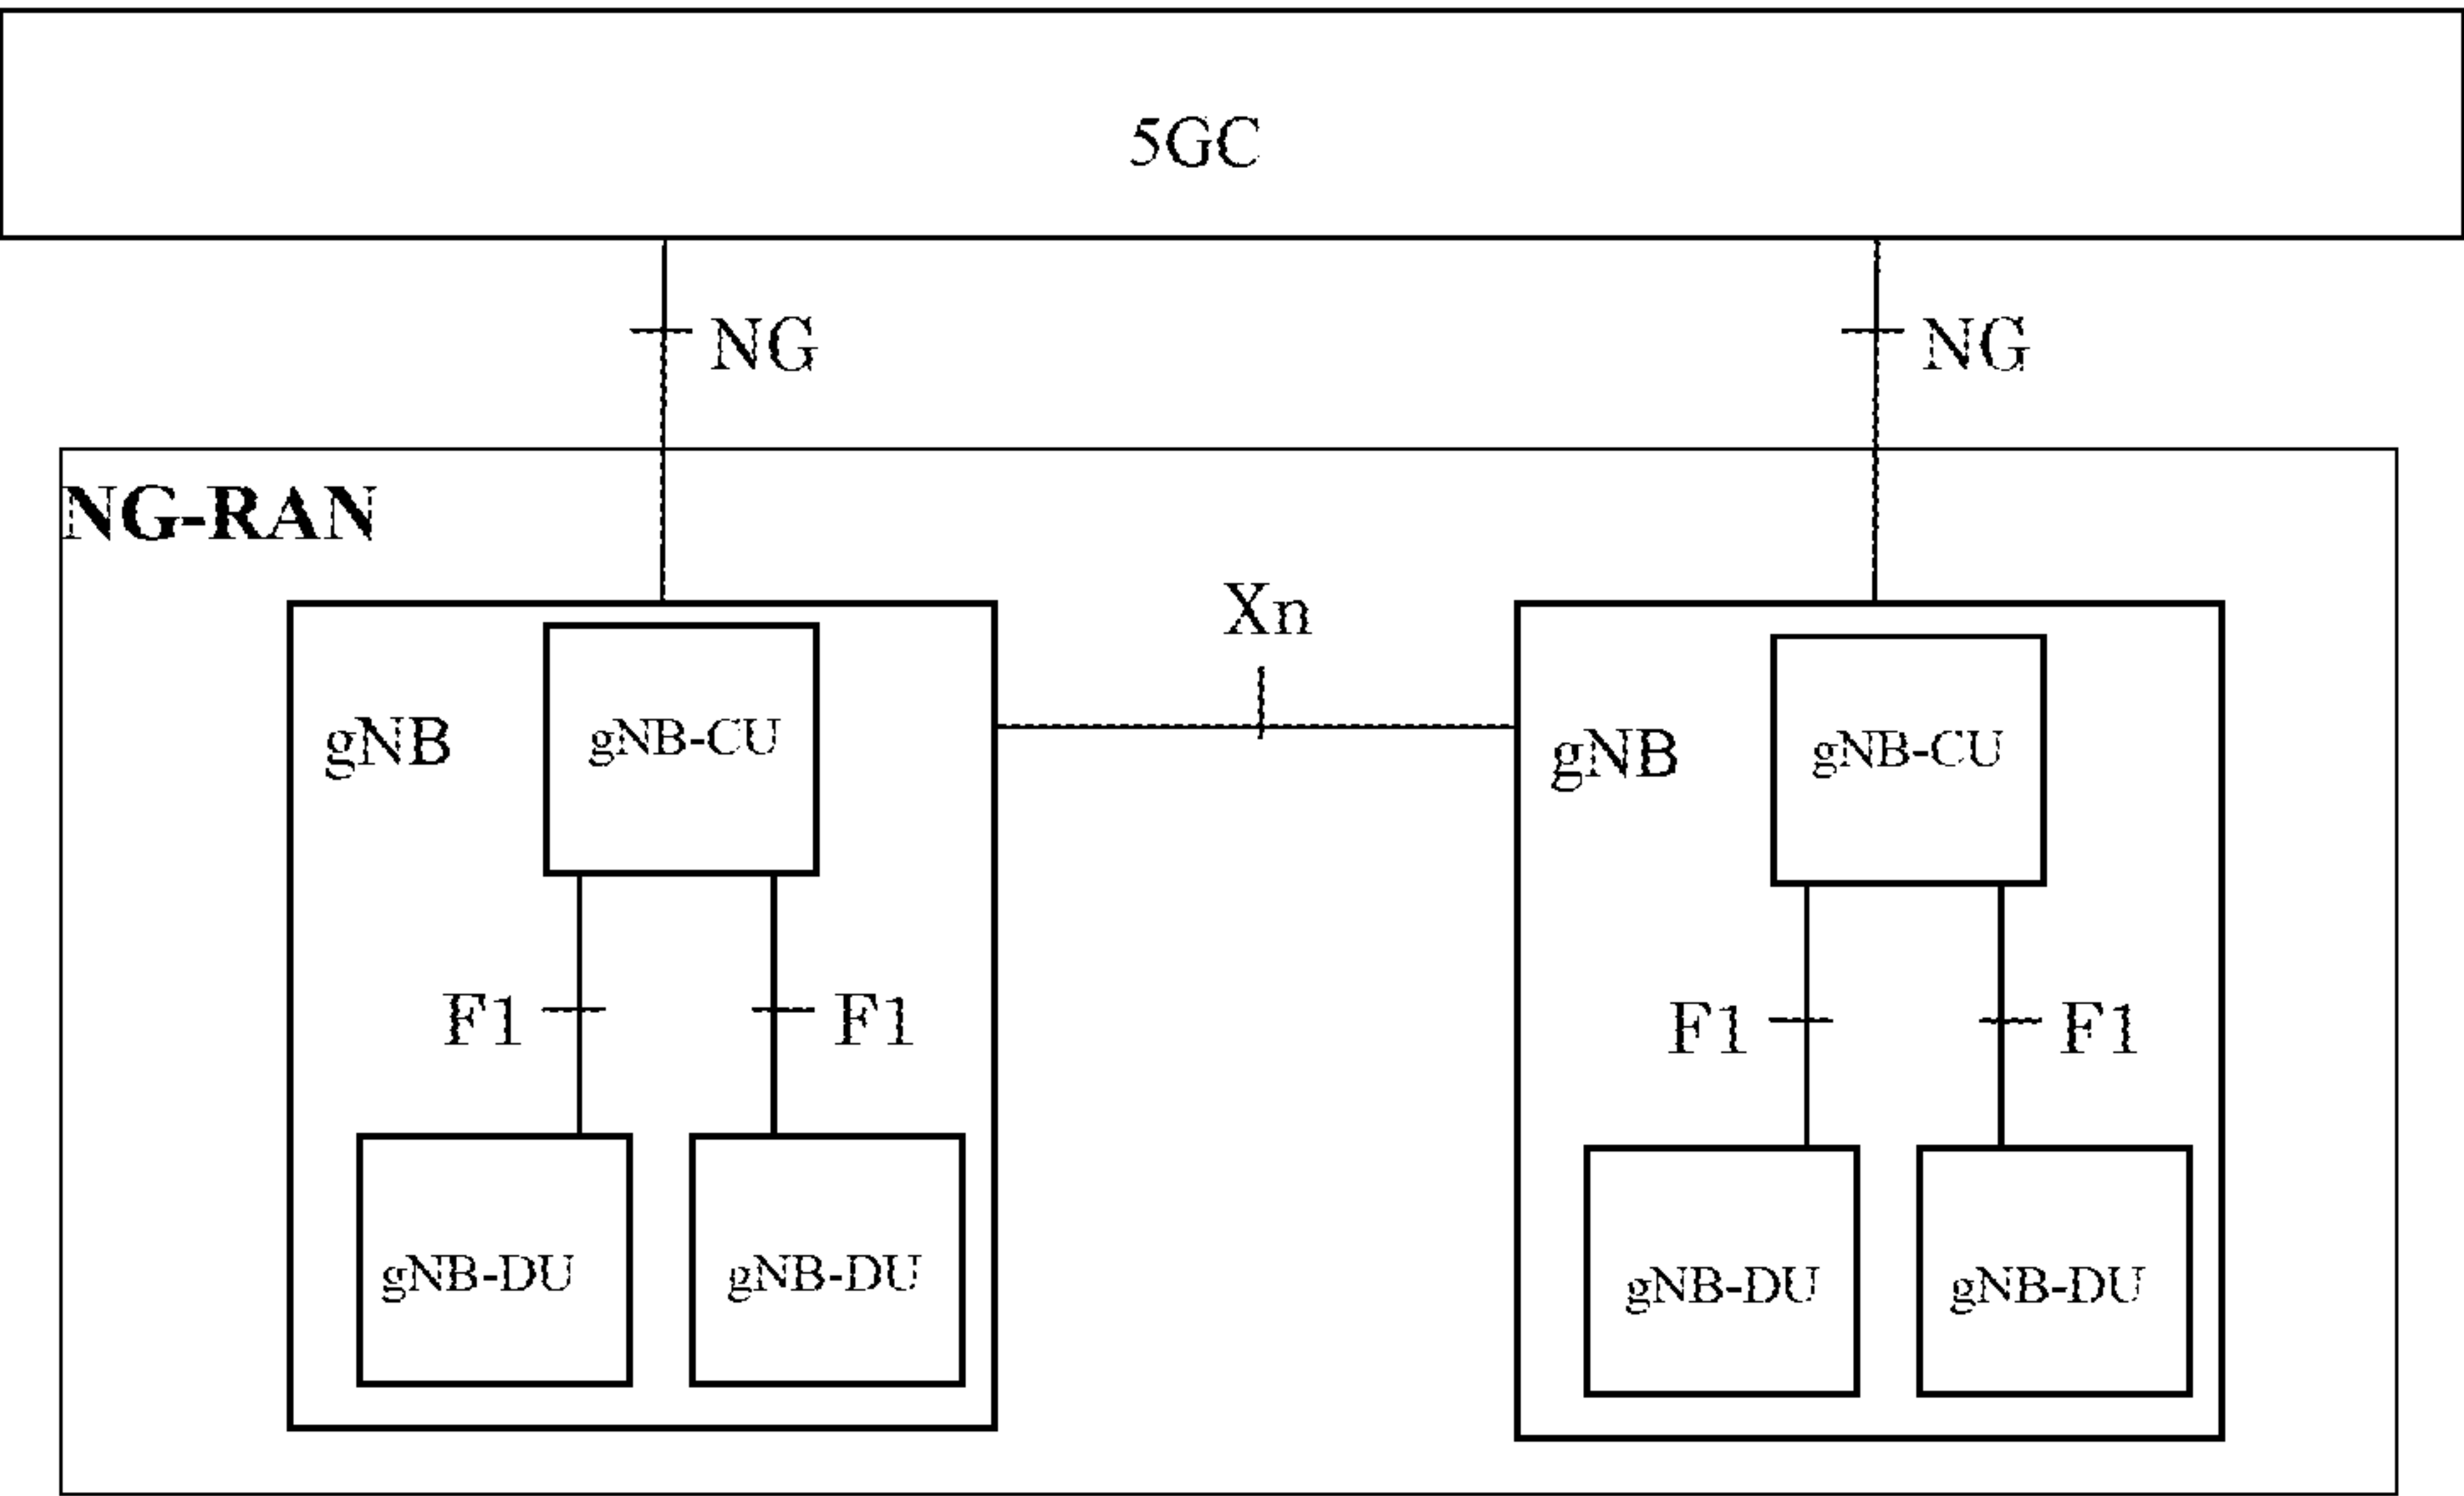 5GC
NG
NG
NG-RAN
Xn
gNB
gNB-CU
gNB
gNB-CU
F1
F1
F1
F1
gNB-DU
gNB-DU
gNB-DU
gNB-DU